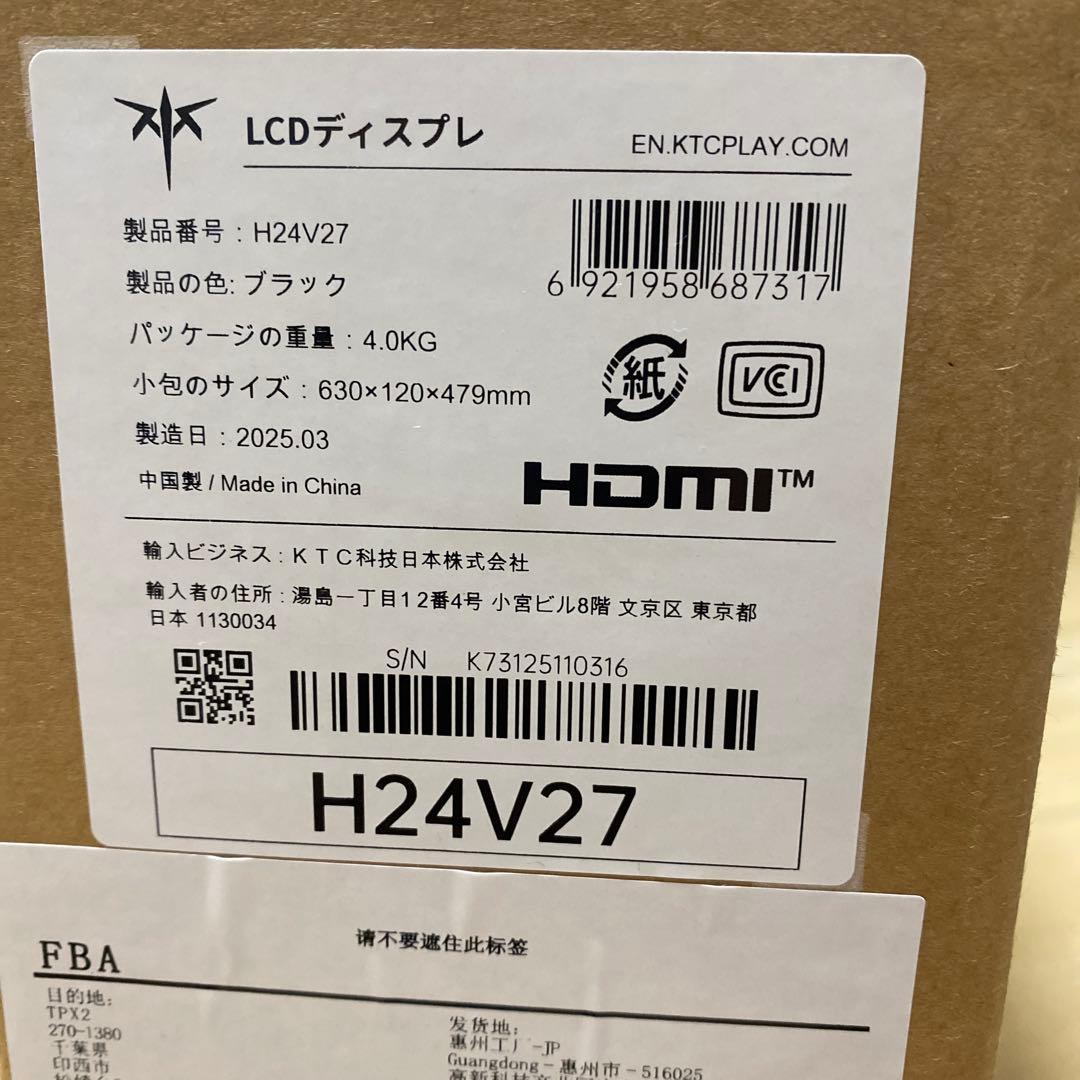 LCDディスプレ
EN.KTCPLAY.COM
製品番号：H24V27
製品の色: ブラック
パッケージの重量：4.0KG
小包のサイズ：630×120×479mm
製造日：2025.03
中国製 / Made in China
6 921958 687317
紙
VCCI
HDMI™
輸入ビジネス：ＫＴＣ科技日本株式会社
輸入者の住所：湯島一丁目1 2番4号 小宮ビル8階 文京区 東京都
日本 1130034
S/N K73125110316
H24V27
FBA
请不要遮住此标签
目的地:
TPX2
270-1380
千葉県
印西市
发货地:
惠州工厂-JP
Guangdong - 惠州市 - 516025